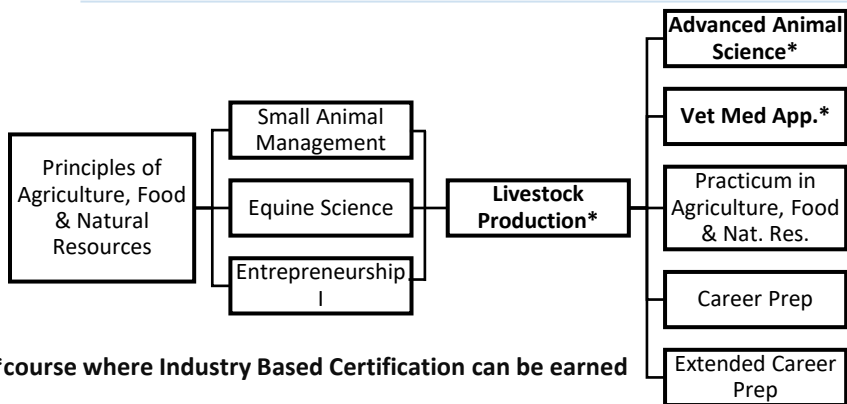 Principles of
Agriculture, Food
& Natural
Resources
Small Animal
Management
Equine Science
Entrepreneurship
I
Livestock
Production*
Advanced Animal
Science*
Vet Med App.*
Practicum in
Agriculture, Food
& Nat. Res.
Career Prep
Extended Career
Prep
*course where Industry Based Certification can be earned